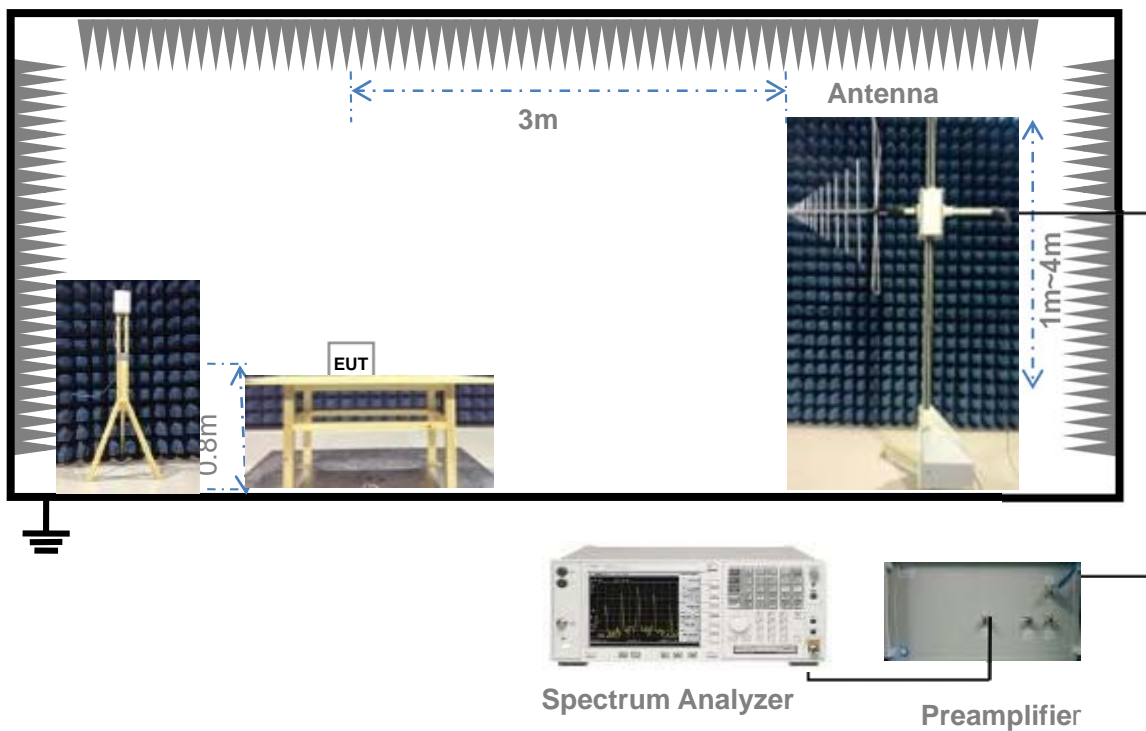 Antenna
3m
1m~4m
EUT
0.8m
Spectrum Analyzer
Preamplifier